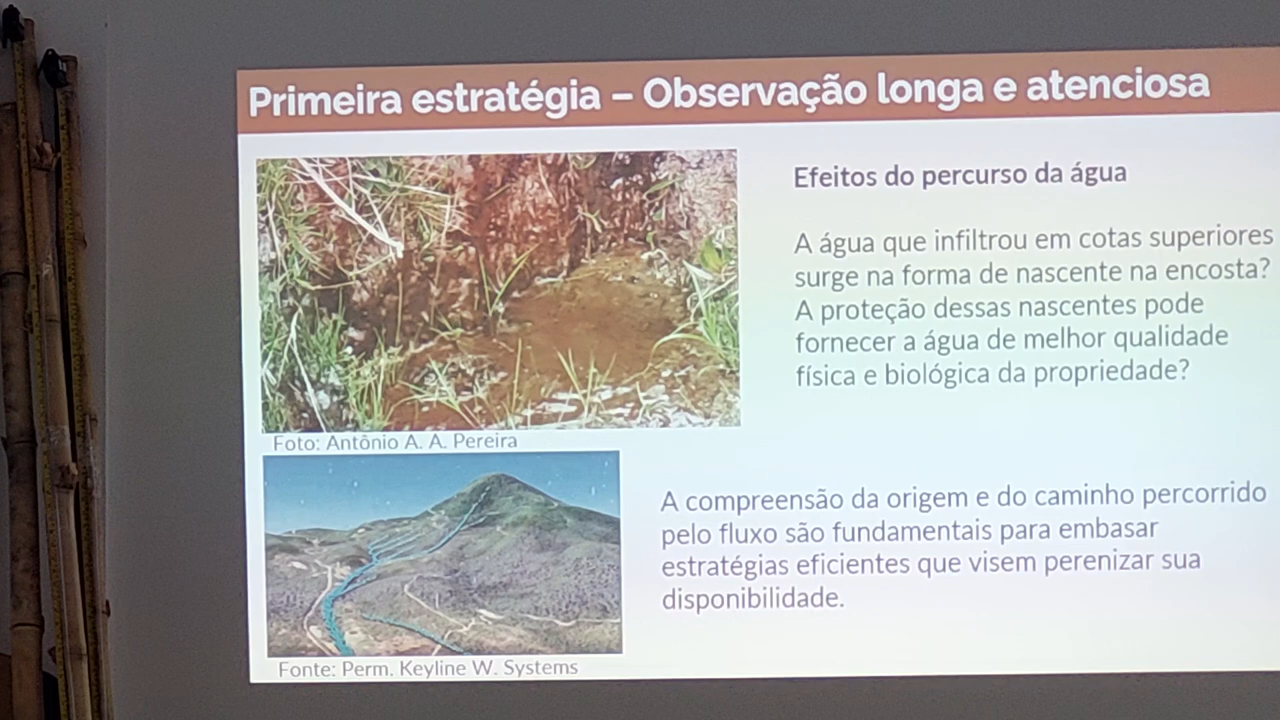 Primeira estratégia – Observação longa e atenciosa
Efeitos do percurso da água
A água que infiltrou em cotas superiores
surge na forma de nascente na encosta?
A proteção dessas nascentes pode
fornecer a água de melhor qualidade
física e biológica da propriedade?
Foto: Antônio A. A. Pereira
A compreensão da origem e do caminho percorrido
pelo fluxo são fundamentais para embasar
estratégias eficientes que visem perenizar sua
disponibilidade.
Fonte: Perm. Keyline W. Systems